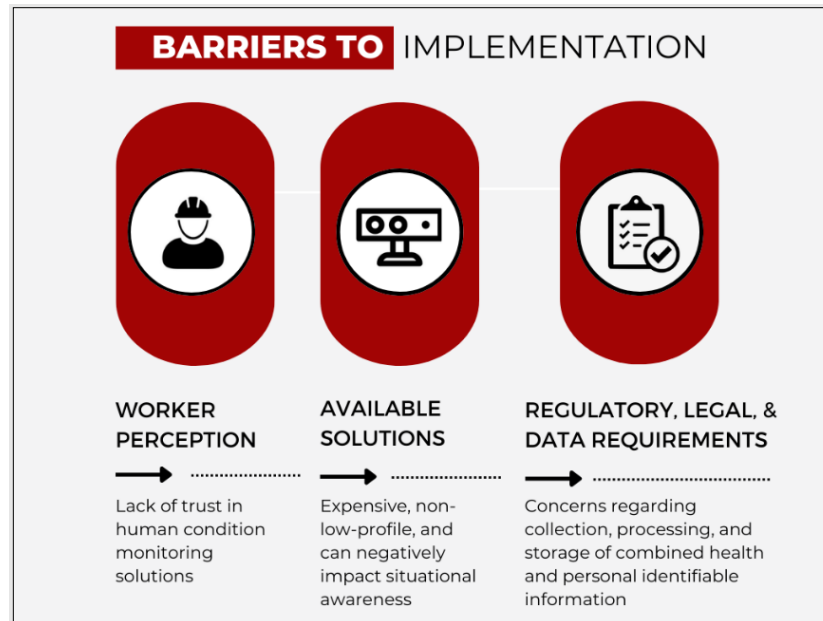 BARRIERS TO IMPLEMENTATION
WORKER
PERCEPTION
Lack of trust in
human condition
monitoring
solutions
AVAILABLE
SOLUTIONS
Expensive, non-
low-profile, and
can negatively
impact situational
awareness
REGULATORY, LEGAL, &
DATA REQUIREMENTS
Concerns regarding
collection, processing, and
storage of combined health
and personal identifiable
information